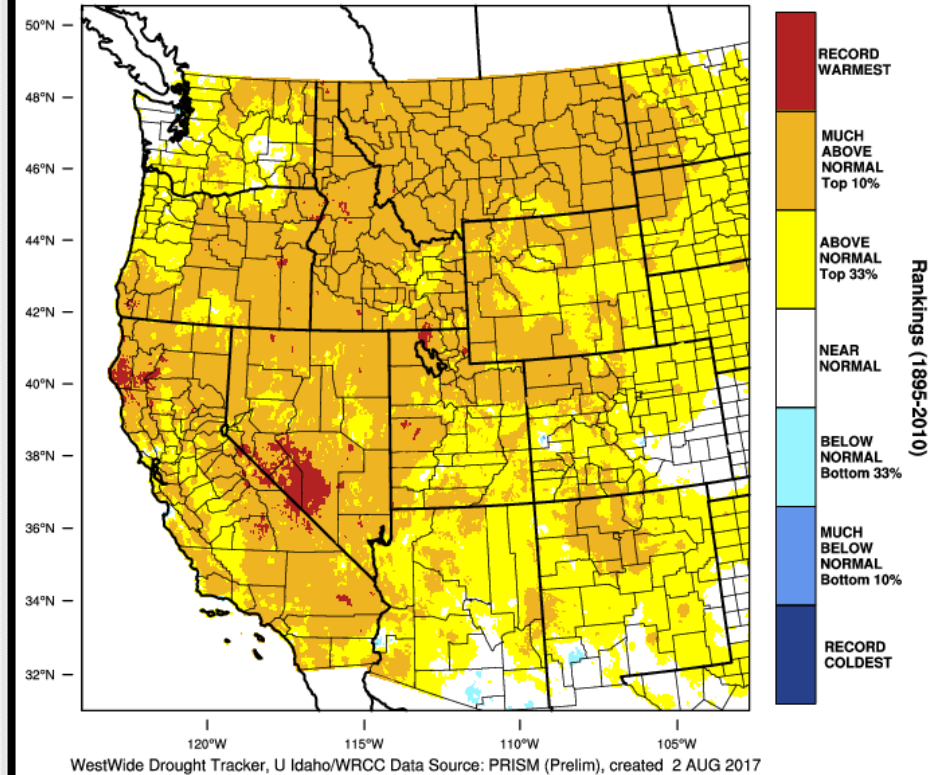 50°N
48°N
46°N
44°N
42°N
40°N
38°N
36°N
34°N
32°N
120°W
115°W
110°W
105°W
RECORD
WARMEST
MUCH
ABOVE
NORMAL
Top 10%
ABOVE
NORMAL
Top 33%
NEAR
NORMAL
BELOW
NORMAL
Bottom 33%
MUCH
BELOW
NORMAL
Bottom 10%
RECORD
COLDEST
Rankings (1895-2010)
WestWide Drought Tracker, U Idaho/WRCC Data Source: PRISM (Prelim), created 2 AUG 2017